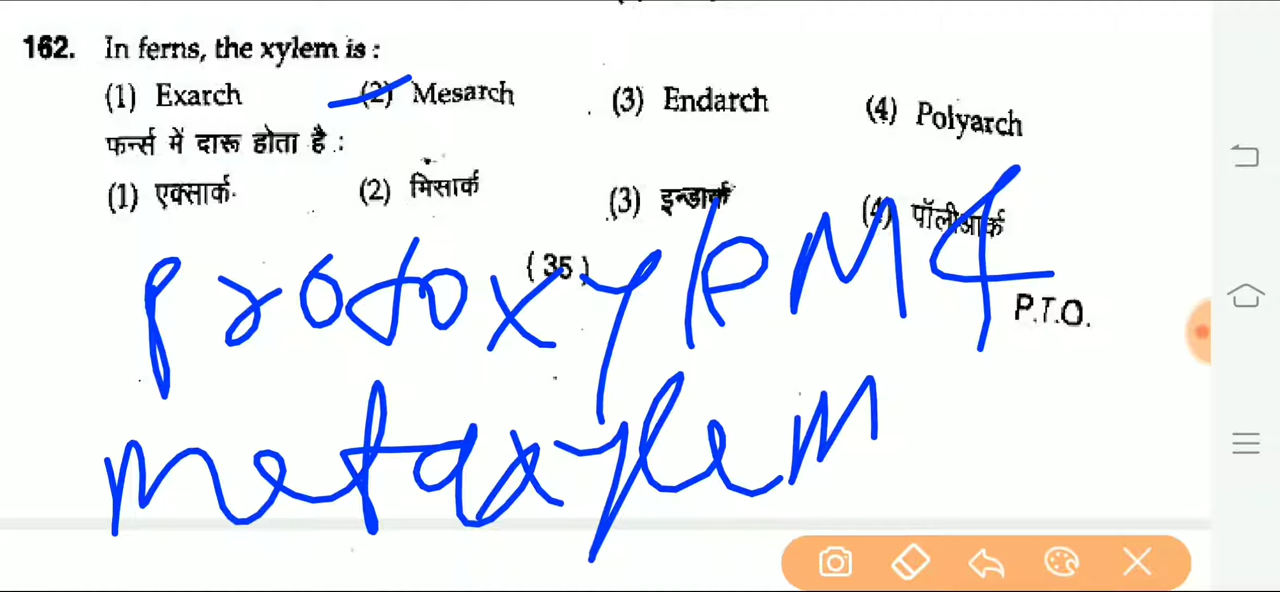 162. In ferns, the xylem is :
(1) Exarch (2) Mesarch (3) Endarch (4) Polyarch
फर्न्स में दारू होता है :
(1) एक्सार्क (2) मिसार्क (3) इन्डार्क (4) पॉलीआर्क
( 35 )
protoxylem 4
P.T.O.
metaxylem